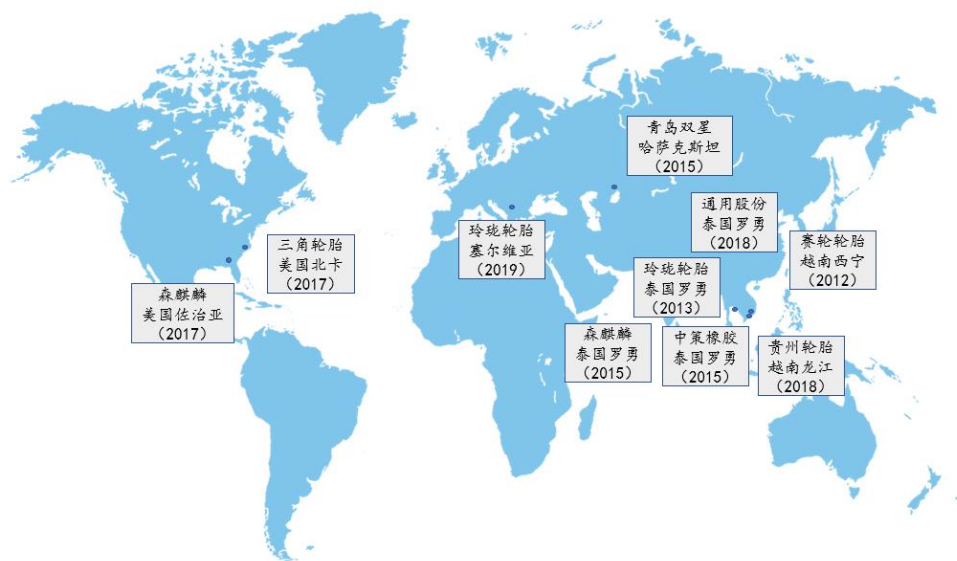 青岛双星
哈萨克斯坦
（2015）
通用股份
泰国罗勇
（2018）
玲珑轮胎
塞尔维亚
（2019）
赛轮轮胎
越南西宁
（2012）
三角轮胎
美国北卡
（2017）
玲珑轮胎
泰国罗勇
（2013）
森麒麟
美国佐治亚
（2017）
森麒麟
泰国罗勇
（2015）
中策橡胶
泰国罗勇
（2015）
贵州轮胎
越南龙江
（2018）